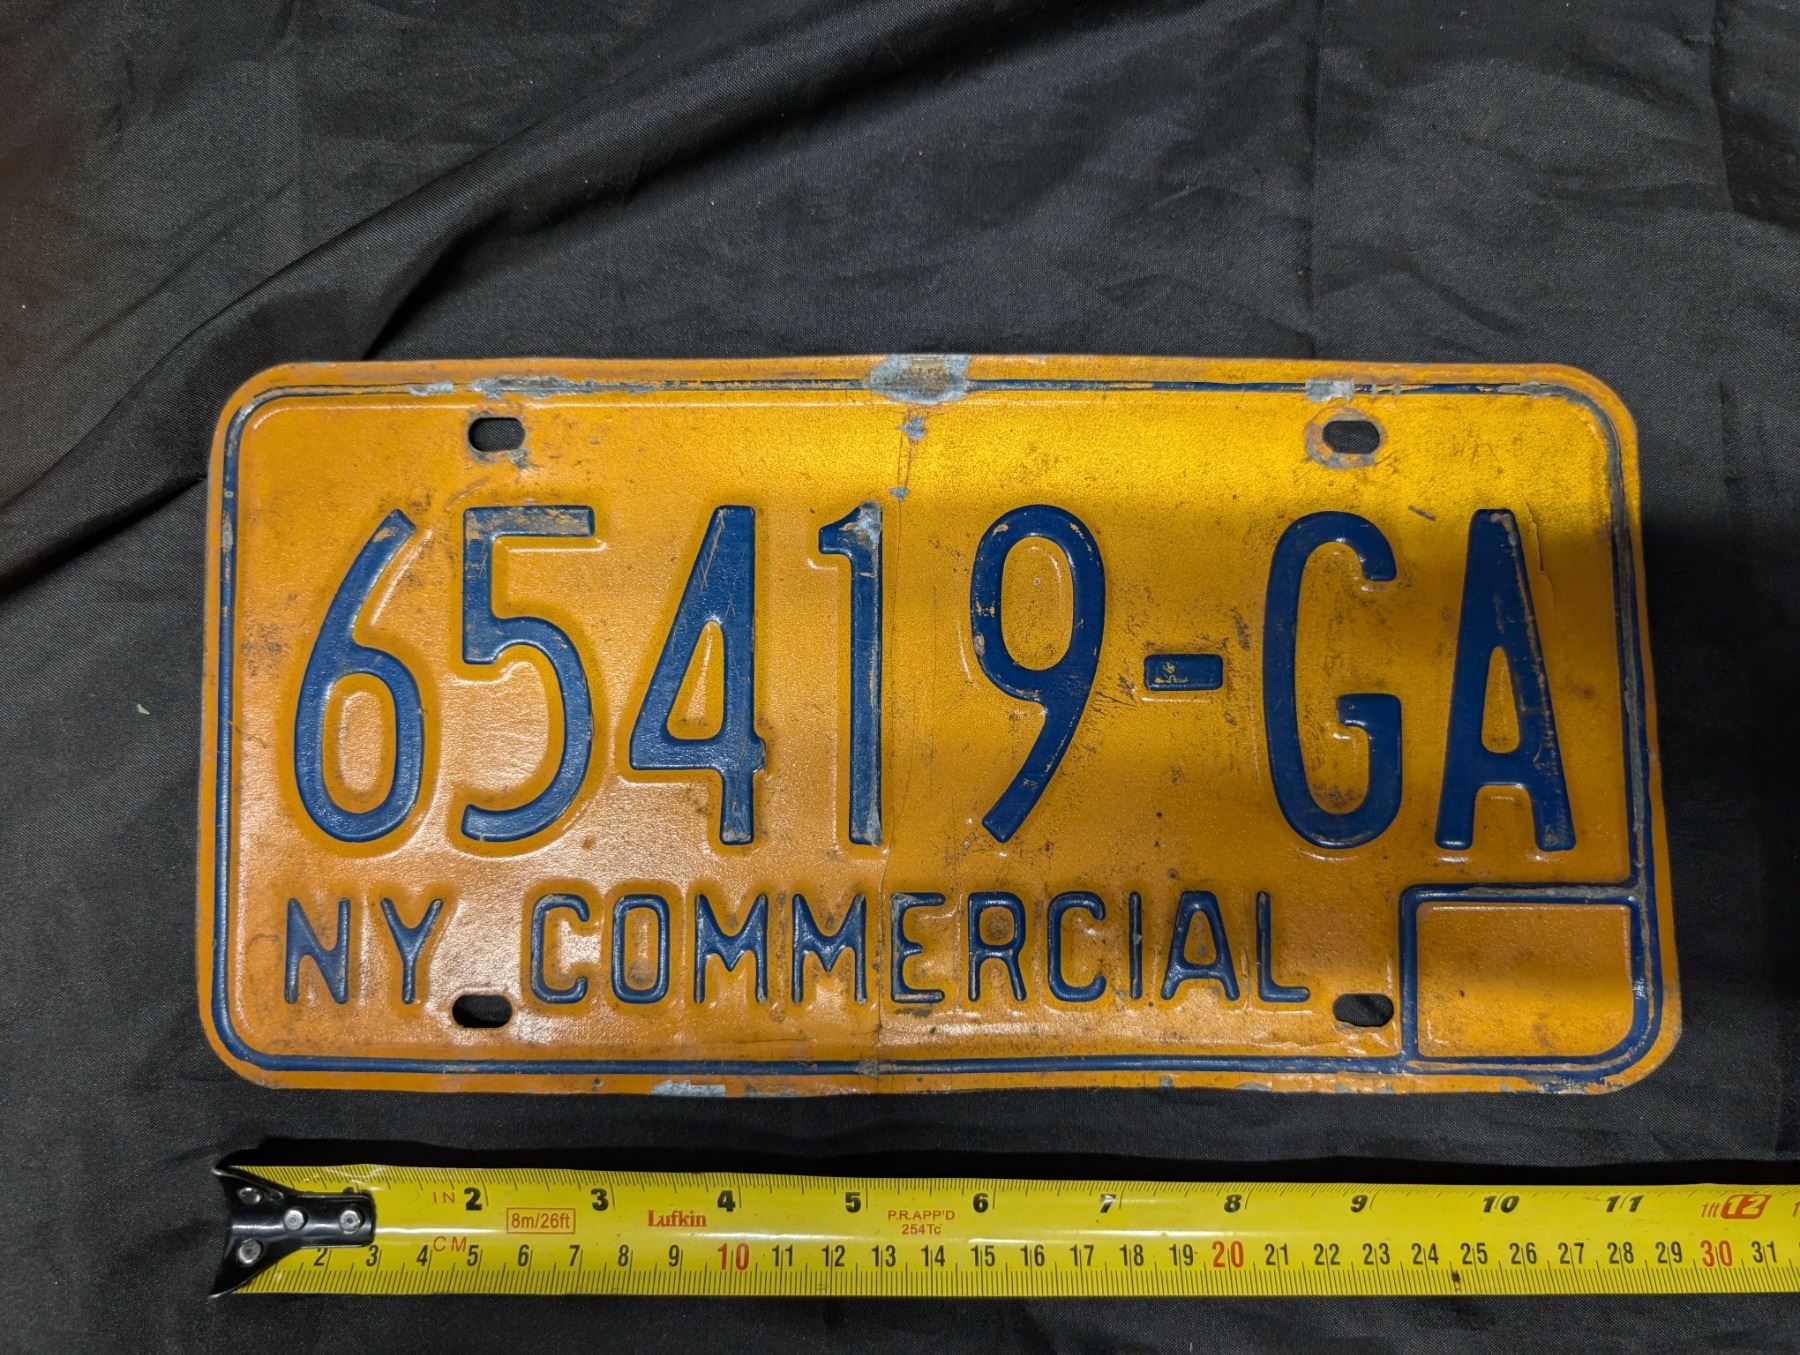 65419-GA
NY COMMERCIAL
1 IN 2 3 4 5 6 7 8 9 10 11 1ft 12
8m/26ft Lufkin P.R.APP'D
254Tc
CM 2 3 4 5 6 7 8 9 10 11 12 13 14 15 16 17 18 19 20 21 22 23 24 25 26 27 28 29 30 31